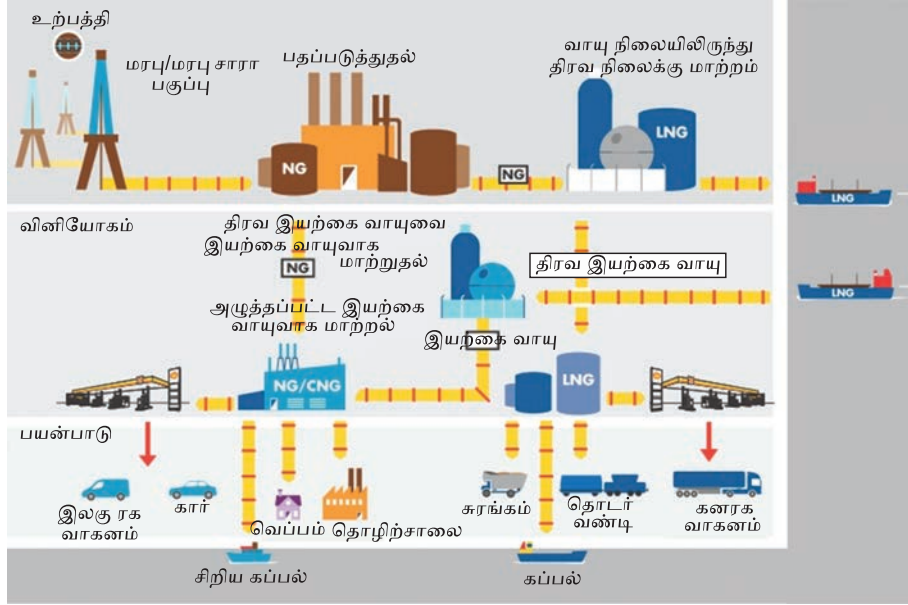 உற்பத்தி
மரபு/மரபு சாரா
பகுப்பு
பதப்படுத்துதல்
வாயு நிலையிலிருந்து
திரவ நிலைக்கு மாற்றம்
NG
NG
LNG
LNG
வினியோகம்
திரவ இயற்கை வாயுவை
இயற்கை வாயுவாக
மாற்றுதல்
NG
திரவ இயற்கை வாயு
LNG
அழுத்தப்பட்ட இயற்கை
வாயுவாக மாற்றல்
இயற்கை வாயு
NG/CNG
LNG
பயன்பாடு
இலகு ரக
வாகனம்
கார்
வெப்பம்
தொழிற்சாலை
சுரங்கம்
தொடர்
வண்டி
கனரக
வாகனம்
சிறிய கப்பல்
கப்பல்